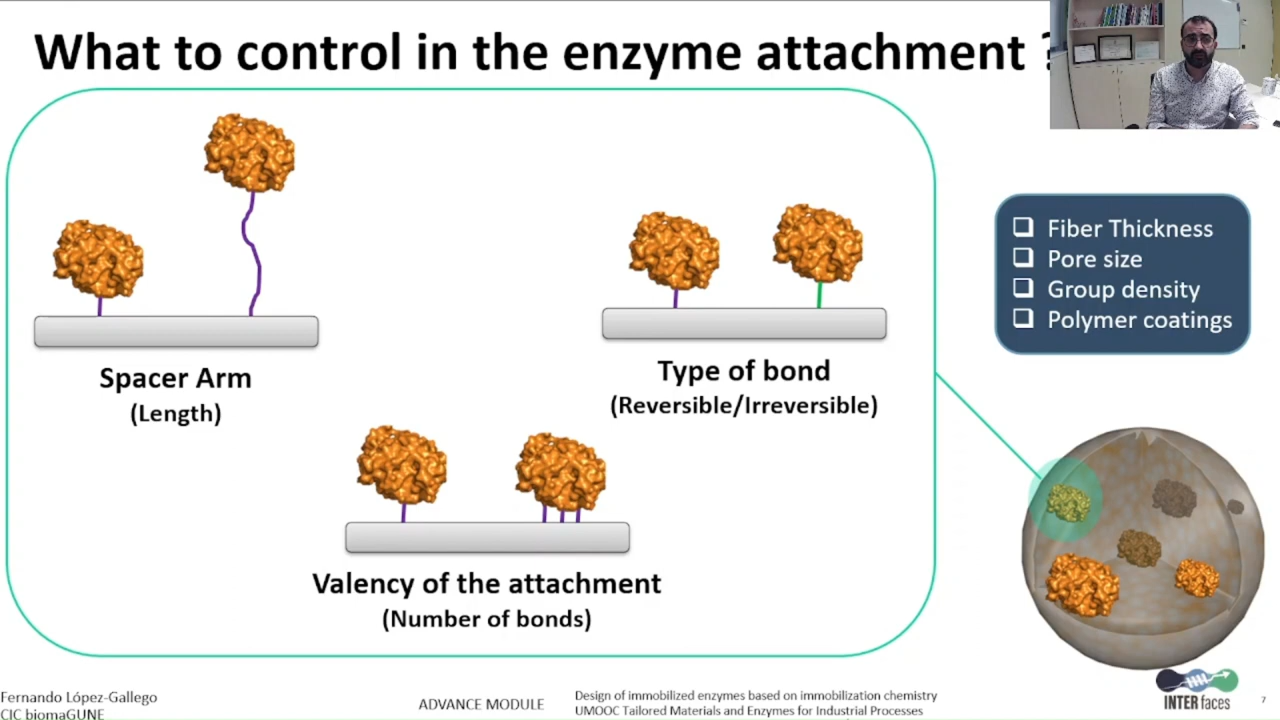 What to control in the enzyme attachment ?
Fiber Thickness
Pore size
Group density
Polymer coatings
Spacer Arm
(Length)
Type of bond
(Reversible/Irreversible)
Valency of the attachment
(Number of bonds)
Fernando López-Gallego
CIC biomaGUNE
ADVANCE MODULE
Design of immobilized enzymes based on immobilization chemistry
UMOOC Tailored Materials and Enzymes for Industrial Processes
INTERfaces
7